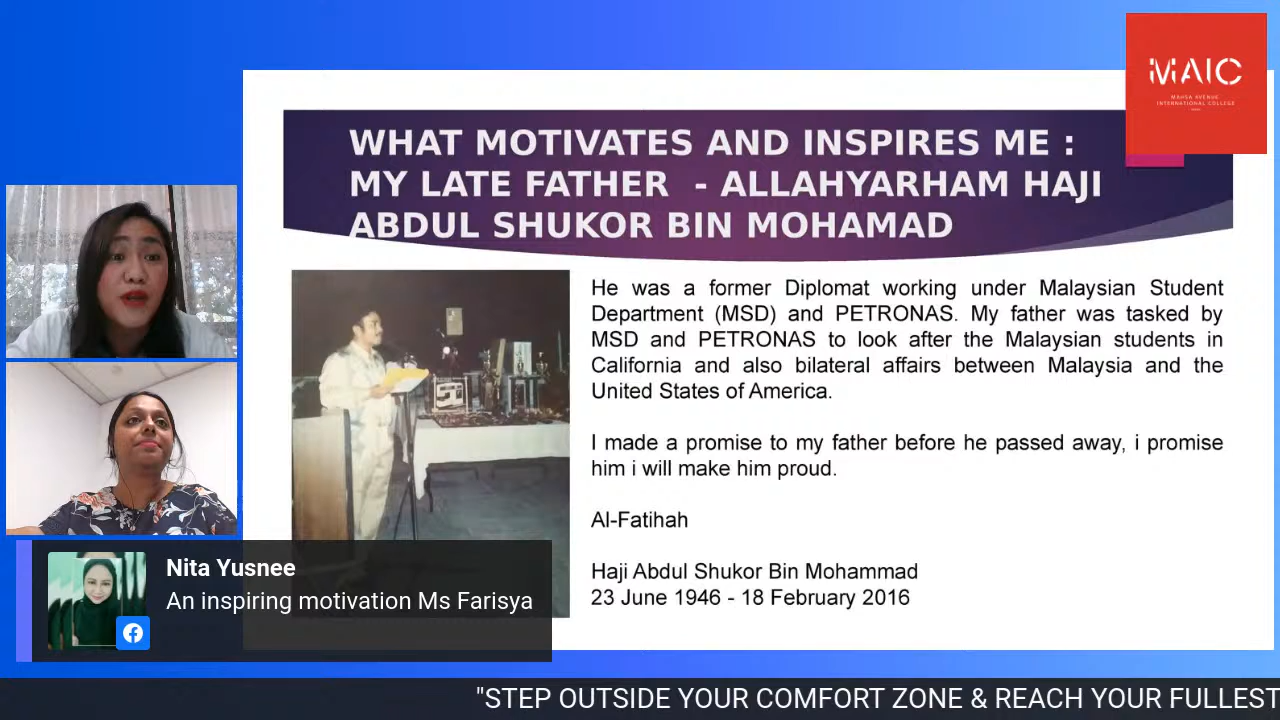 MAIC
MAHSA AVENUE
INTERNATIONAL COLLEGE
WHAT MOTIVATES AND INSPIRES ME :
MY LATE FATHER - ALLAHYARHAM HAJI
ABDUL SHUKOR BIN MOHAMAD
He was a former Diplomat working under Malaysian Student
Department (MSD) and PETRONAS. My father was tasked by
MSD and PETRONAS to look after the Malaysian students in
California and also bilateral affairs between Malaysia and the
United States of America.
I made a promise to my father before he passed away, i promise
him i will make him proud.
Al-Fatihah
Haji Abdul Shukor Bin Mohammad
23 June 1946 - 18 February 2016
Nita Yusnee
An inspiring motivation Ms Farisya
"STEP OUTSIDE YOUR COMFORT ZONE & REACH YOUR FULLEST